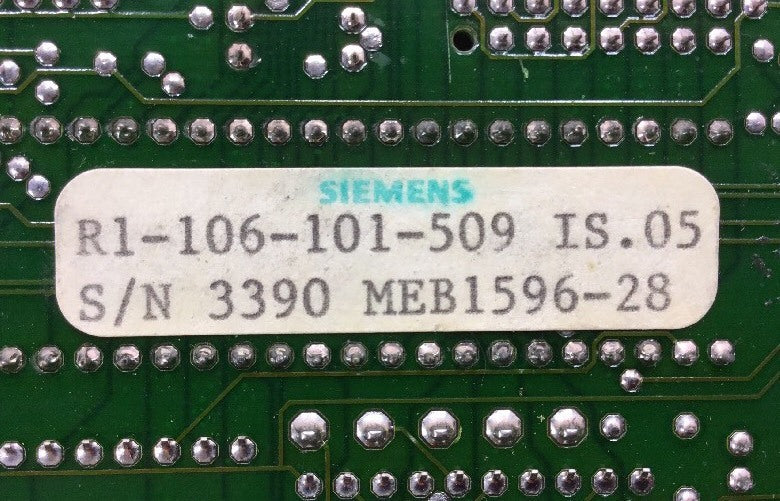 SIEMENS
R1-106-101-509 IS.05
S/N 3390 MEB1596-28